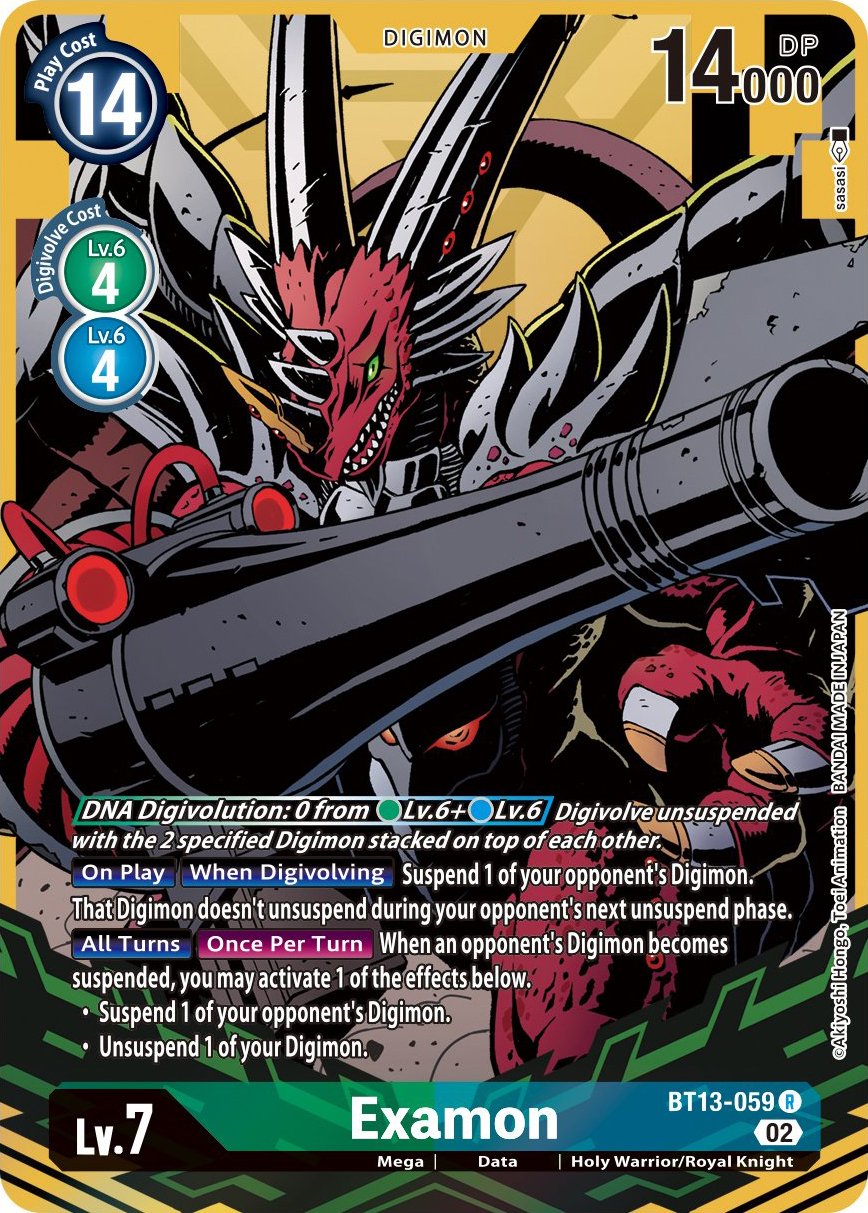 DIGIMON
Play Cost
14
DP
14000
sasasi
Digivolve Cost
Lv.6
4
Lv.6
4
©Akiyoshi Hongo, Toei Animation BANDAI MADE IN JAPAN
DNA Digivolution: 0 from Lv.6+ Lv.6 Digivolve unsuspended
with the 2 specified Digimon stacked on top of each other.
On Play When Digivolving Suspend 1 of your opponent's Digimon.
That Digimon doesn't unsuspend during your opponent's next unsuspend phase.
All Turns Once Per Turn When an opponent's Digimon becomes
suspended, you may activate 1 of the effects below.
• Suspend 1 of your opponent's Digimon.
• Unsuspend 1 of your Digimon.
Lv.7
Examon
BT13-059 R
02
Mega | Data | Holy Warrior/Royal Knight